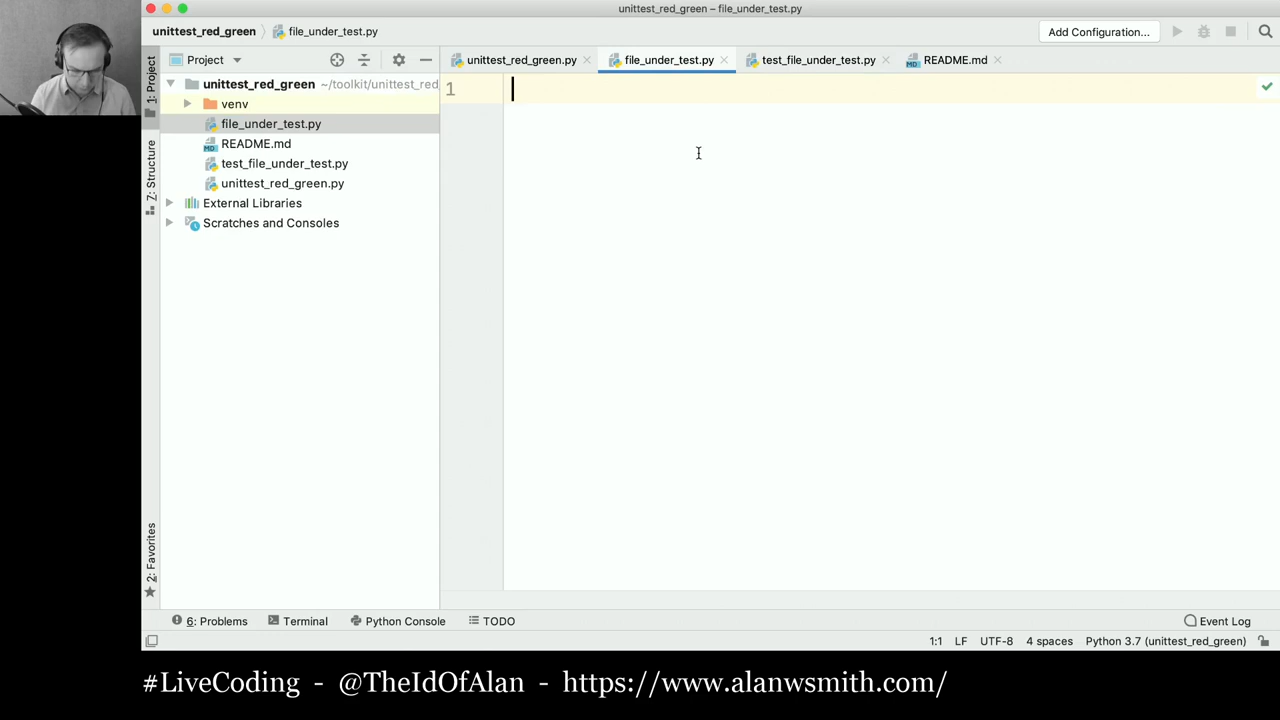 unittest_red_green – file_under_test.py
unittest_red_green
file_under_test.py
Add Configuration...
1: Project
Z: Structure
2: Favorites
Project
unittest_red_green ~/toolkit/unittest_red
venv
file_under_test.py
README.md
test_file_under_test.py
unittest_red_green.py
External Libraries
Scratches and Consoles
unittest_red_green.py
file_under_test.py
test_file_under_test.py
README.md
1
6: Problems
Terminal
Python Console
TODO
Event Log
1:1 LF UTF-8 4 spaces Python 3.7 (unittest_red_green)
#LiveCoding - @TheIdOfAlan - https://www.alanwsmith.com/